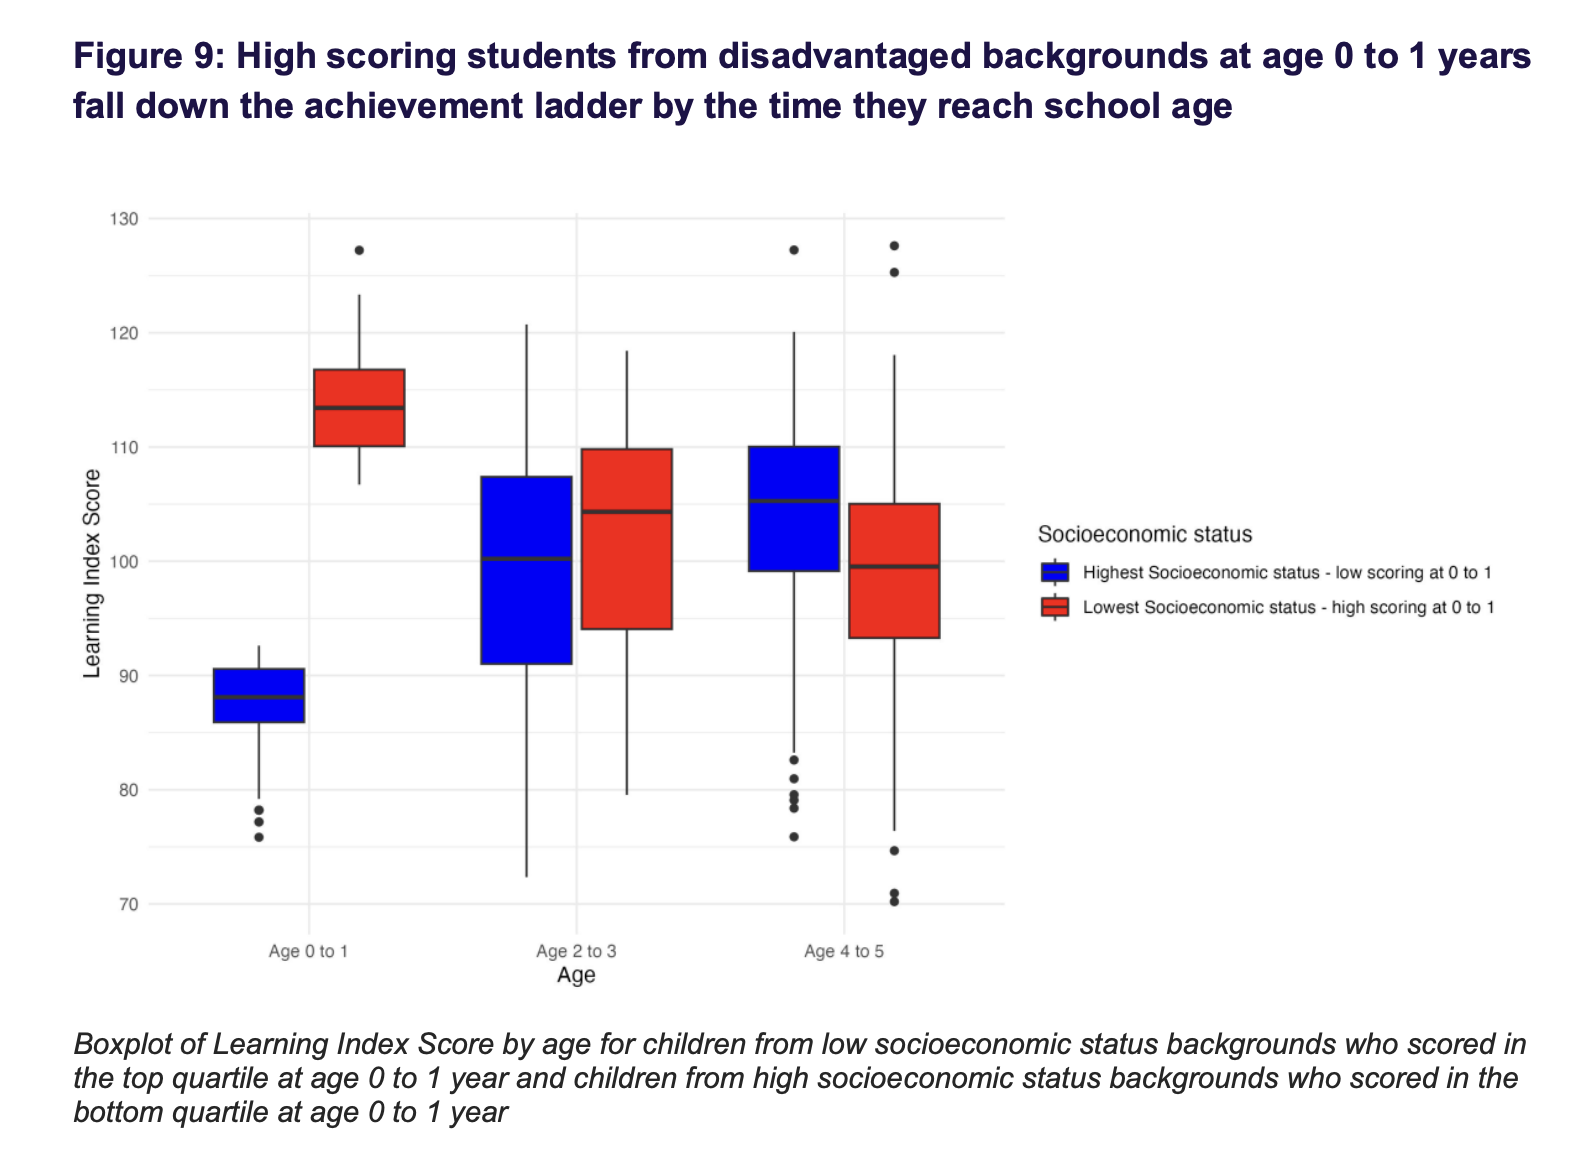 Figure 9: High scoring students from disadvantaged backgrounds at age 0 to 1 years
fall down the achievement ladder by the time they reach school age
130
120
110
100
90
80
70
Learning Index Score
Age 0 to 1
Age 2 to 3
Age 4 to 5
Age
Socioeconomic status
Highest Socioeconomic status - low scoring at 0 to 1
Lowest Socioeconomic status - high scoring at 0 to 1
Boxplot of Learning Index Score by age for children from low socioeconomic status backgrounds who scored in
the top quartile at age 0 to 1 year and children from high socioeconomic status backgrounds who scored in the
bottom quartile at age 0 to 1 year